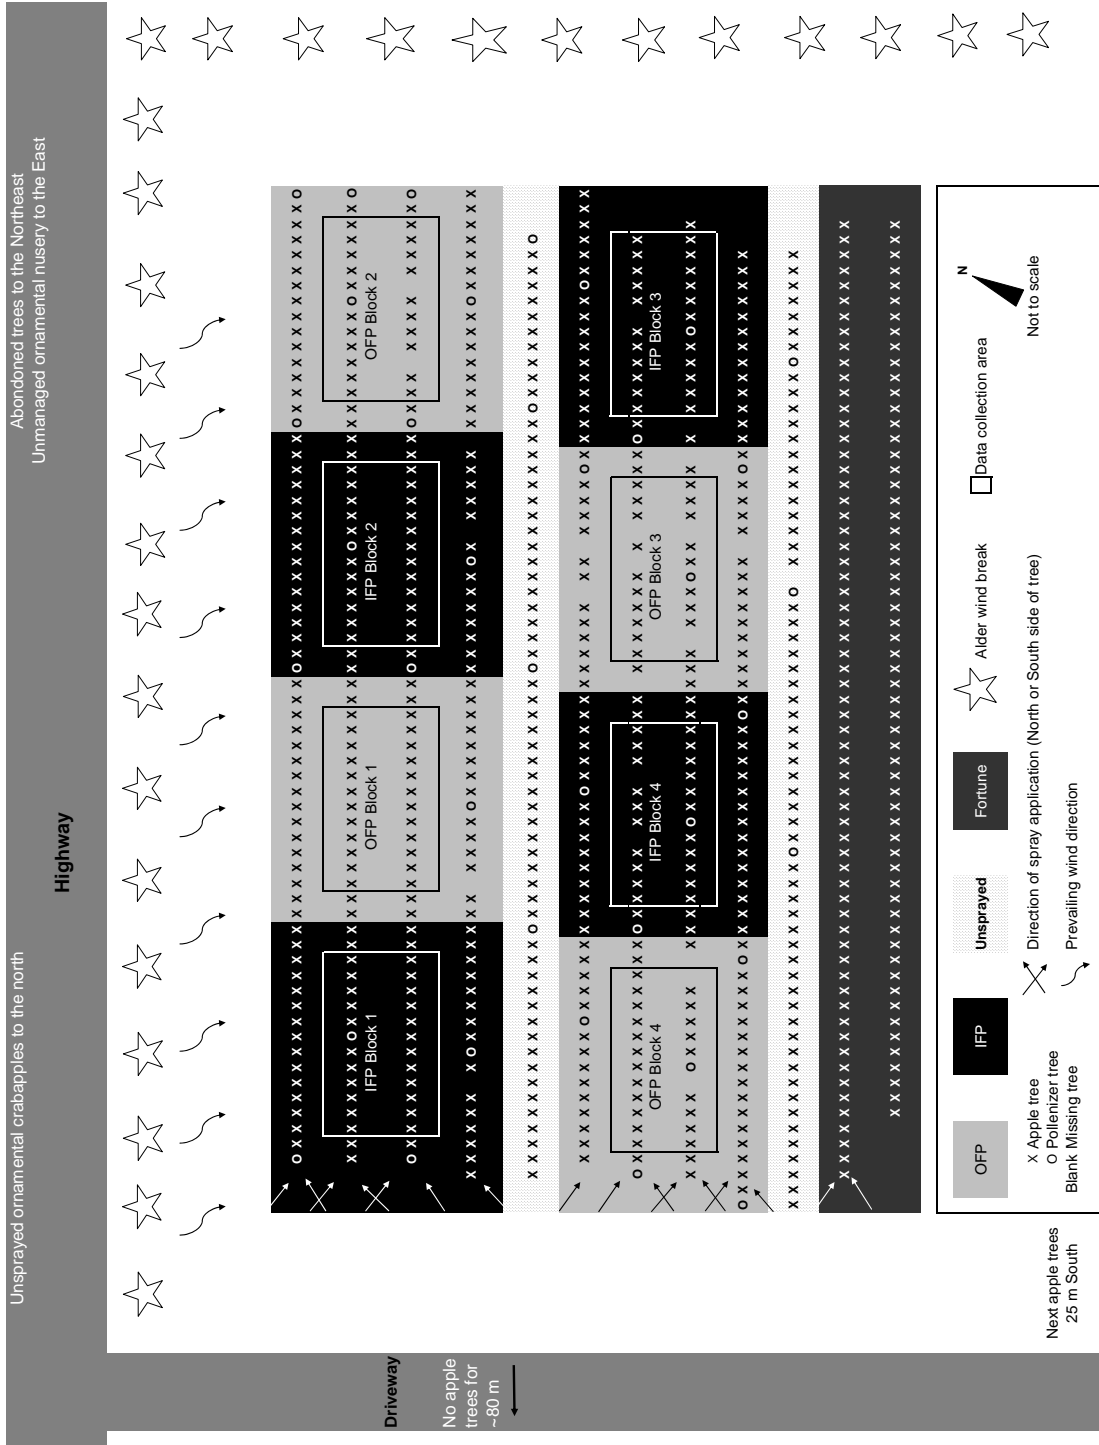 Unsprayed ornamental crabapples to the north
Abondoned trees to the Northeast
Unmanaged ornamental nusery to the East
Highway
Driveway
No apple
trees for
~80 m
IFP Block 1
OFP Block 1
IFP Block 2
OFP Block 2
OFP Block 4
IFP Block 4
OFP Block 3
IFP Block 3
OFP
IFP
Unsprayed
Fortune
Alder wind break
Data collection area
N
Not to scale
X Apple tree
O Pollenizer tree
Blank Missing tree
Direction of spray application (North or South side of tree)
Prevailing wind direction
Next apple trees
25 m South